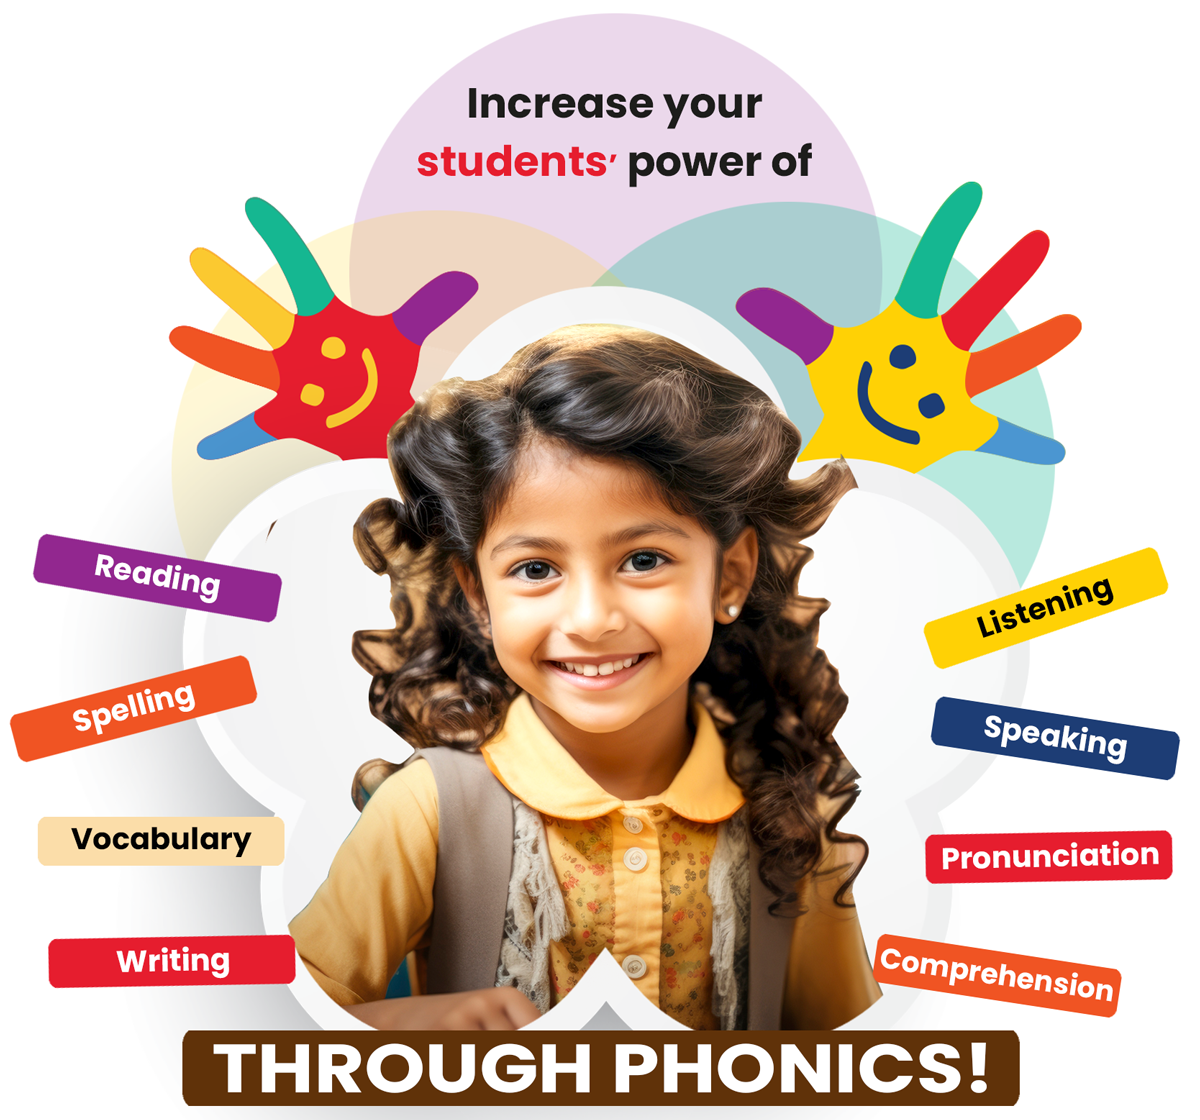 Increase your
students' power of
Reading
Spelling
Vocabulary
Writing
Listening
Speaking
Pronunciation
Comprehension
THROUGH PHONICS!